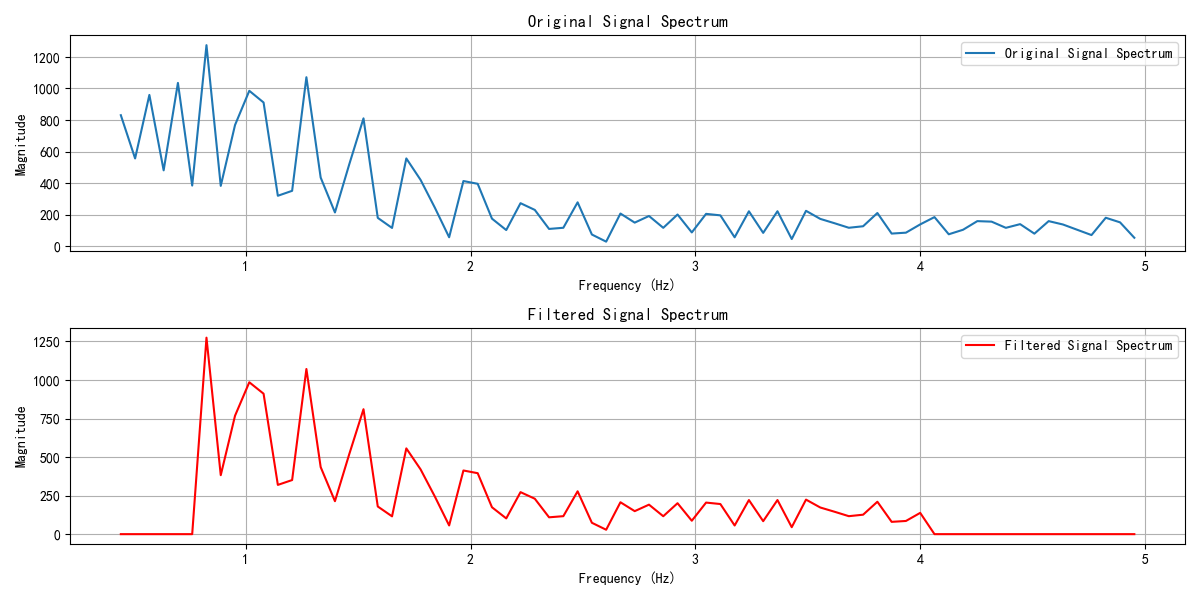 Original Signal Spectrum
Original Signal Spectrum
1200
1000
800
600
400
200
0
Magnitude
1 2 3 4 5
Frequency (Hz)
Filtered Signal Spectrum
Filtered Signal Spectrum
1250
1000
750
500
250
0
Magnitude
1 2 3 4 5
Frequency (Hz)